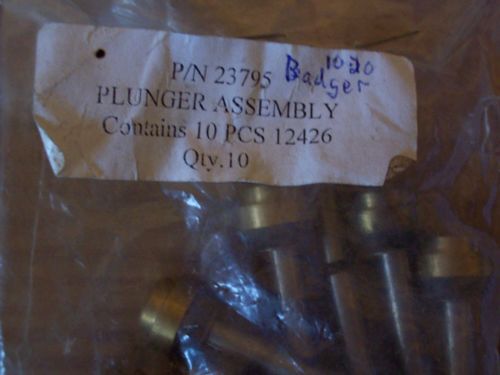 P/N 23795
PLUNGER ASSEMBLY
Contains 10 PCS 12426
Qty.10
1020
Badger